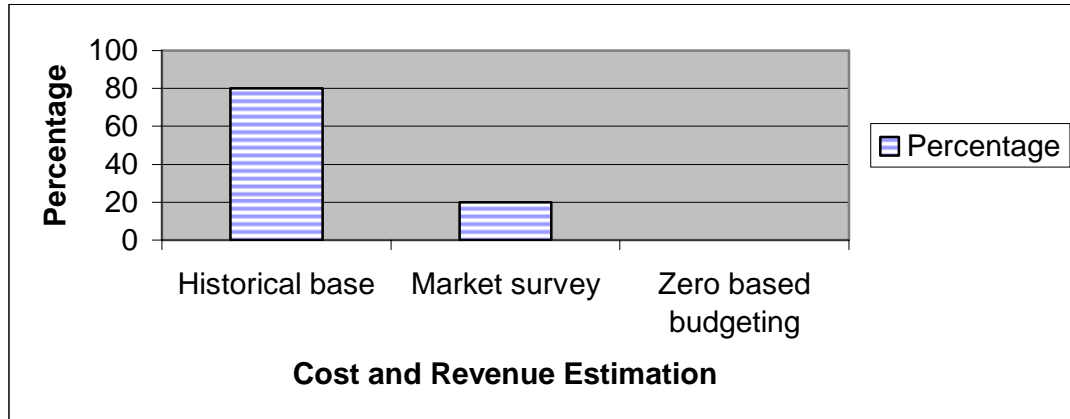 Percentage
100
80
60
40
20
0
Historical base
Market survey
Zero based
budgeting
Cost and Revenue Estimation
Percentage